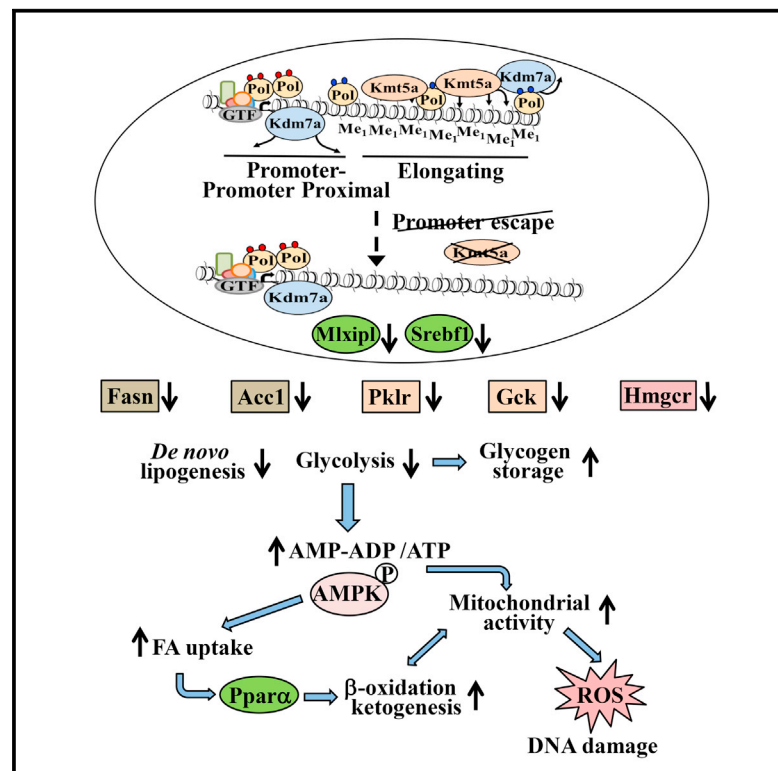 Pol Pol
GTF
Kdm7a
Pol
Kmt5a
Pol
Kmt5a
Kdm7a
Pol
Me1 Me1 Me1 Me1 Me1 Me1 Me1
Promoter-
Promoter Proximal
Elongating
Promoter escape
Kmt5a
Pol Pol
GTF
Kdm7a
Mlxipl
Srebf1
Fasn
Acc1
Pklr
Gck
Hmgcr
De novo
lipogenesis
Glycolysis
Glycogen
storage
AMP-ADP /ATP
P
AMPK
Mitochondrial
activity
FA uptake
Pparα
β-oxidation
ketogenesis
ROS
DNA damage